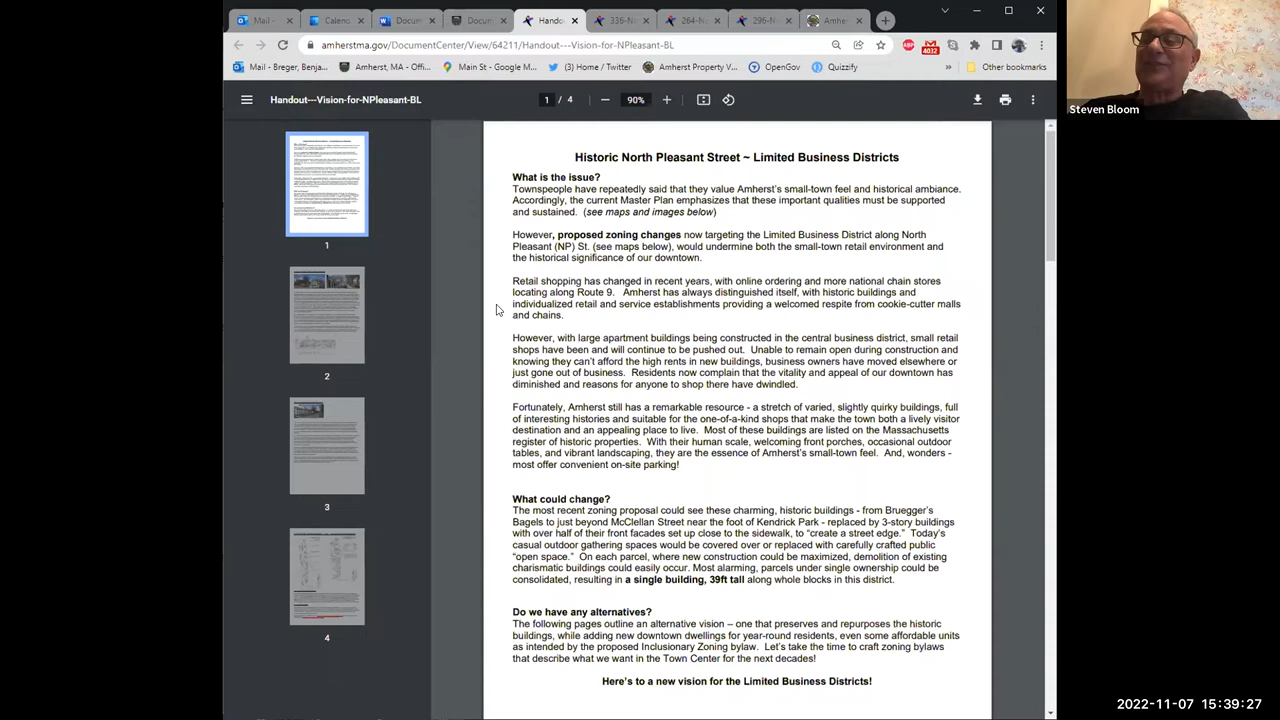 Mail -
Calend
Docum
Docum
Hando
336-N
264-N
296-N
Amher
amherstma.gov/DocumentCenter/View/64211/Handout---Vision-for-NPleasant-BL
ABP
4032
Mail - Breger, Benja...
Amherst, MA - Offi...
Main St - Google M...
(3) Home / Twitter
Amherst Property V...
OpenGov
Quizzify
»
Other bookmarks
Handout---Vision-for-NPleasant-BL
1 / 4
90%
1
2
3
4
Historic North Pleasant Street ~ Limited Business Districts
What is the issue?
Townspeople have repeatedly said that they value Amherst's small-town feel and historical ambiance.
Accordingly, the current Master Plan emphasizes that these important qualities must be supported
and sustained. (see maps and images below)
However, proposed zoning changes now targeting the Limited Business District along North
Pleasant (NP) St. (see maps below), would undermine both the small-town retail environment and
the historical significance of our downtown.
Retail shopping has changed in recent years, with online ordering and more national chain stores
locating along Route 9. Amherst has always distinguished itself, with historic buildings and
individualized retail and service establishments providing a welcomed respite from cookie-cutter malls
and chains.
However, with large apartment buildings being constructed in the central business district, small retail
shops have been and will continue to be pushed out. Unable to remain open during construction and
knowing they can't afford the high rents in new buildings, business owners have moved elsewhere or
just gone out of business. Residents now complain that the vitality and appeal of our downtown has
diminished and reasons for anyone to shop there have dwindled.
Fortunately, Amherst still has a remarkable resource - a stretch of varied, slightly quirky buildings, full
of interesting histories and suitable for the one-of-a-kind shops that make the town both a lively visitor
destination and an appealing place to live. Most of these buildings are listed on the Massachusetts
register of historic properties. With their human scale, welcoming front porches, occasional outdoor
tables, and vibrant landscaping, they are the essence of Amherst's small-town feel. And, wonders -
most offer convenient on-site parking!
What could change?
The most recent zoning proposal could see these charming, historic buildings - from Bruegger's
Bagels to just beyond McClellan Street near the foot of Kendrick Park - replaced by 3-story buildings
with over half of their front facades set up close to the sidewalk, to "create a street edge." Today's
casual outdoor gathering spaces would be covered over or replaced with carefully crafted public
"open space." On each parcel, where new construction could be maximized, demolition of existing
charismatic buildings could easily occur. Most alarming, parcels under single ownership could be
consolidated, resulting in a single building, 39ft tall along whole blocks in this district.
Do we have any alternatives?
The following pages outline an alternative vision – one that preserves and repurposes the historic
buildings, while adding new downtown dwellings for year-round residents, even some affordable units
as intended by the proposed Inclusionary Zoning bylaw. Let's take the time to craft zoning bylaws
that describe what we want in the Town Center for the next decades!
Here's to a new vision for the Limited Business Districts!
Steven Bloom
2022-11-07 15:39:27